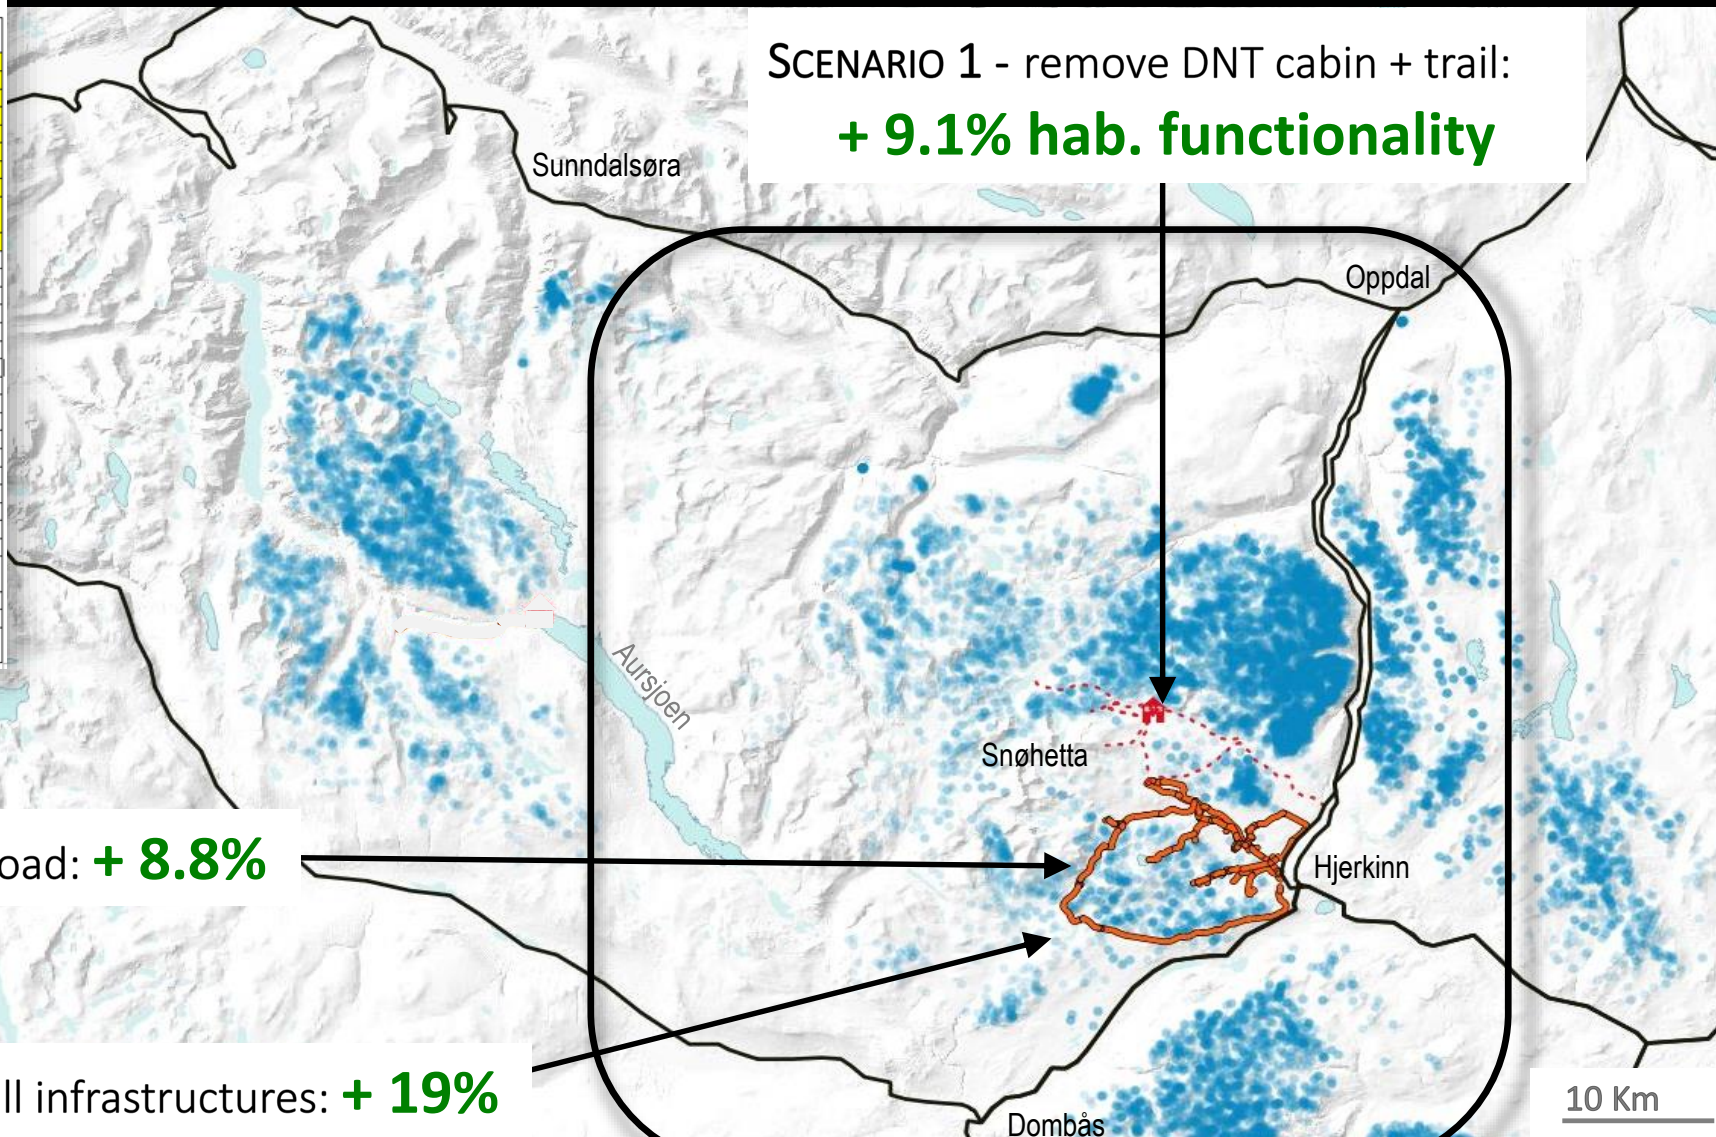 SCENARIO 1 - remove DNT cabin + trail:
+ 9.1% hab. functionality
Sunndalsøra
Oppdal
Aursjoen
Snøhetta
oad: + 8.8%
Hjerkinn
ll infrastructures: + 19%
10 Km
Dombås